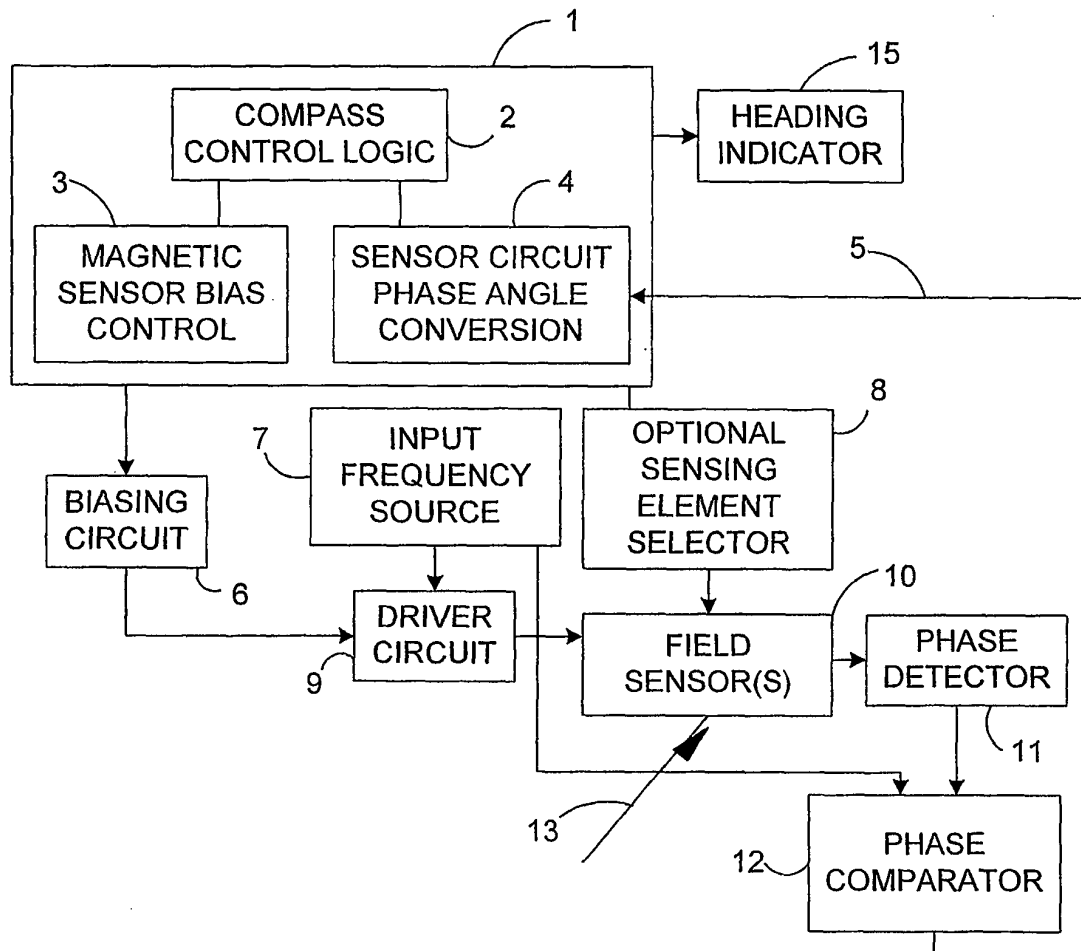 1
15
COMPASS
CONTROL LOGIC
2
HEADING
INDICATOR
3
4
MAGNETIC
SENSOR BIAS
CONTROL
SENSOR CIRCUIT
PHASE ANGLE
CONVERSION
5
8
7
INPUT
FREQUENCY
SOURCE
OPTIONAL
SENSING
ELEMENT
SELECTOR
BIASING
CIRCUIT
6
10
DRIVER
CIRCUIT
9
FIELD
SENSOR(S)
PHASE
DETECTOR
11
13
12
PHASE
COMPARATOR